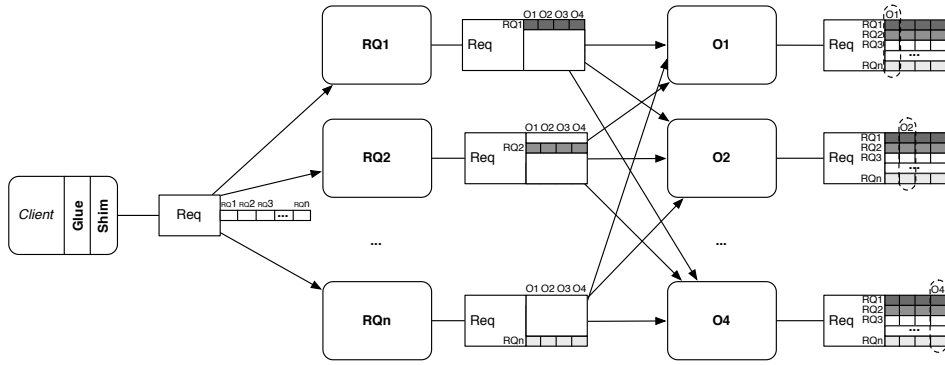 Client Glue Shim
Req
RQ1 RQ2 RQ3 ... RQn
RQ1
Req
O1 O2 O3 O4
RQ1
O1
Req
O1
RQ1
RQ2
RQ3
...
RQn
RQ2
Req
O1 O2 O3 O4
RQ2
O2
Req
O2
RQ1
RQ2
RQ3
...
RQn
...
...
RQn
Req
O1 O2 O3 O4
RQn
O4
Req
O4
RQ1
RQ2
RQ3
...
RQn